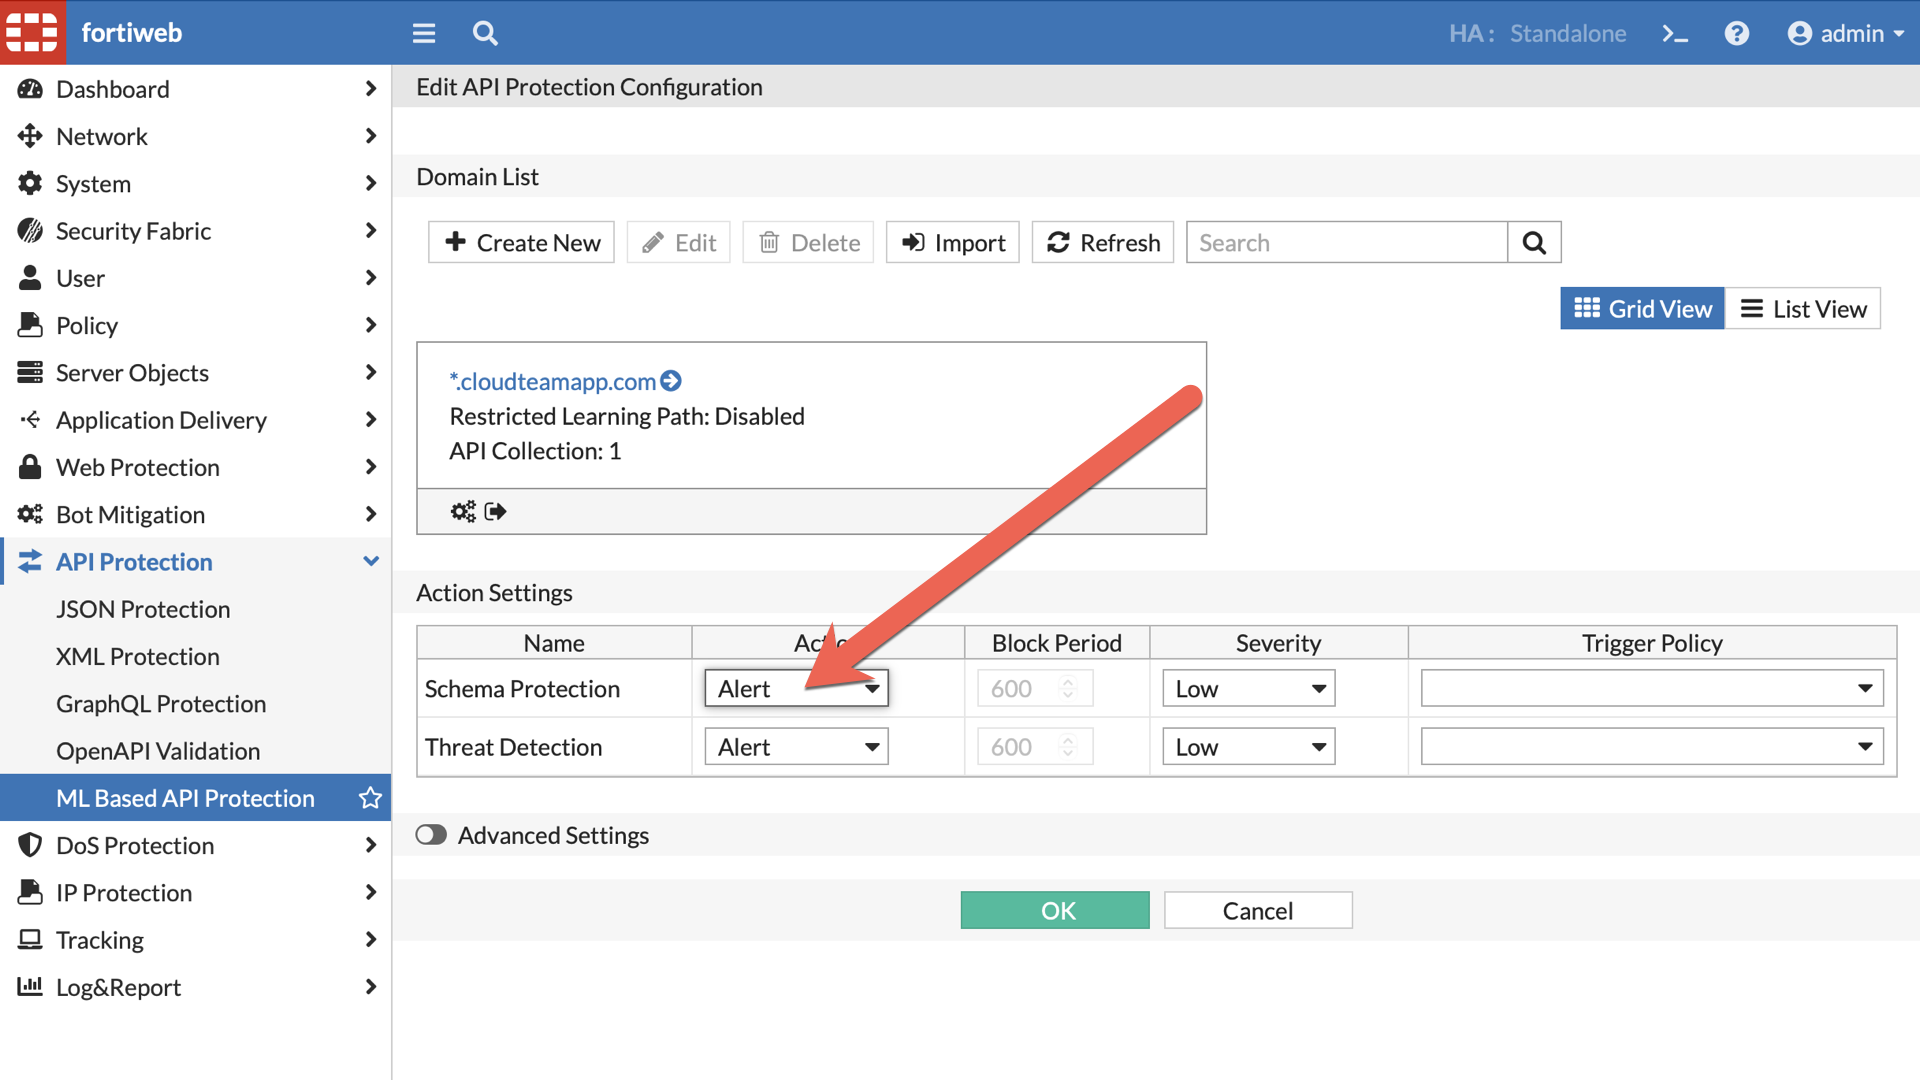 fortiweb
HA: Standalone
admin
Dashboard
Network
System
Security Fabric
User
Policy
Server Objects
Application Delivery
Web Protection
Bot Mitigation
API Protection
JSON Protection
XML Protection
GraphQL Protection
OpenAPI Validation
ML Based API Protection
DoS Protection
IP Protection
Tracking
Log&Report
Edit API Protection Configuration
Domain List
Create New Edit Delete Import Refresh Search
Grid View List View
*.cloudteamapp.com
Restricted Learning Path: Disabled
API Collection: 1
Action Settings
Name Block Period Severity Trigger Policy
Schema Protection Alert 600 Low
Threat Detection Alert 600 Low
Advanced Settings
OK Cancel